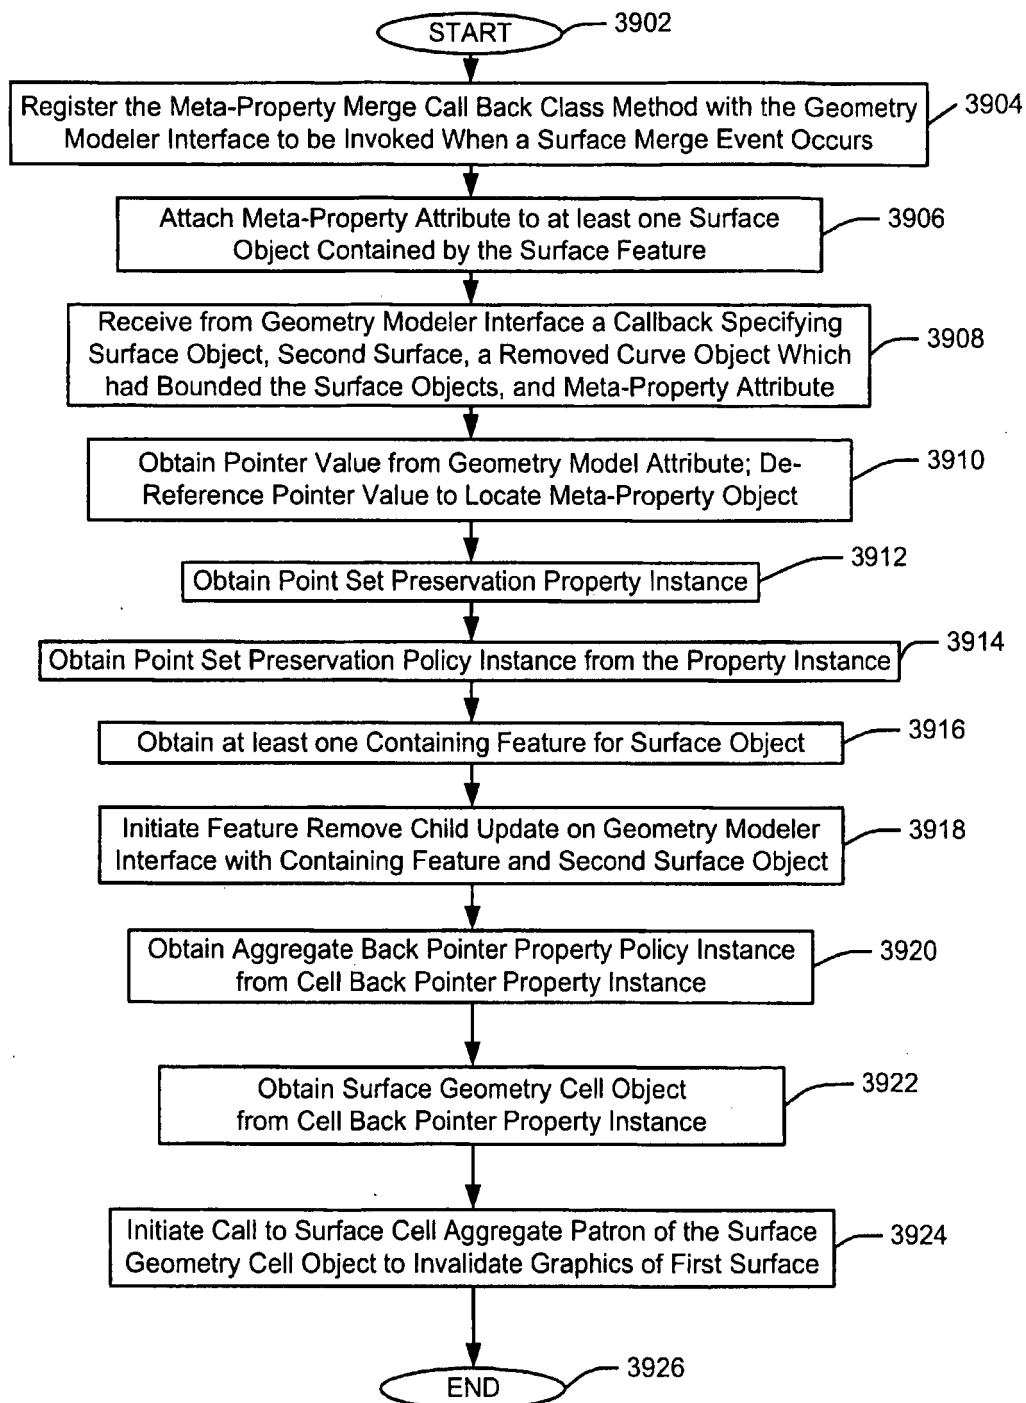 START
3902
Register the Meta-Property Merge Call Back Class Method with the Geometry
Modeler Interface to be Invoked When a Surface Merge Event Occurs
3904
Attach Meta-Property Attribute to at least one Surface
Object Contained by the Surface Feature
3906
Receive from Geometry Modeler Interface a Callback Specifying
Surface Object, Second Surface, a Removed Curve Object Which
had Bounded the Surface Objects, and Meta-Property Attribute
3908
Obtain Pointer Value from Geometry Model Attribute; De-
Reference Pointer Value to Locate Meta-Property Object
3910
Obtain Point Set Preservation Property Instance
3912
Obtain Point Set Preservation Policy Instance from the Property Instance
3914
Obtain at least one Containing Feature for Surface Object
3916
Initiate Feature Remove Child Update on Geometry Modeler
Interface with Containing Feature and Second Surface Object
3918
Obtain Aggregate Back Pointer Property Policy Instance
from Cell Back Pointer Property Instance
3920
Obtain Surface Geometry Cell Object
from Cell Back Pointer Property Instance
3922
Initiate Call to Surface Cell Aggregate Patron of the Surface
Geometry Cell Object to Invalidate Graphics of First Surface
3924
END
3926